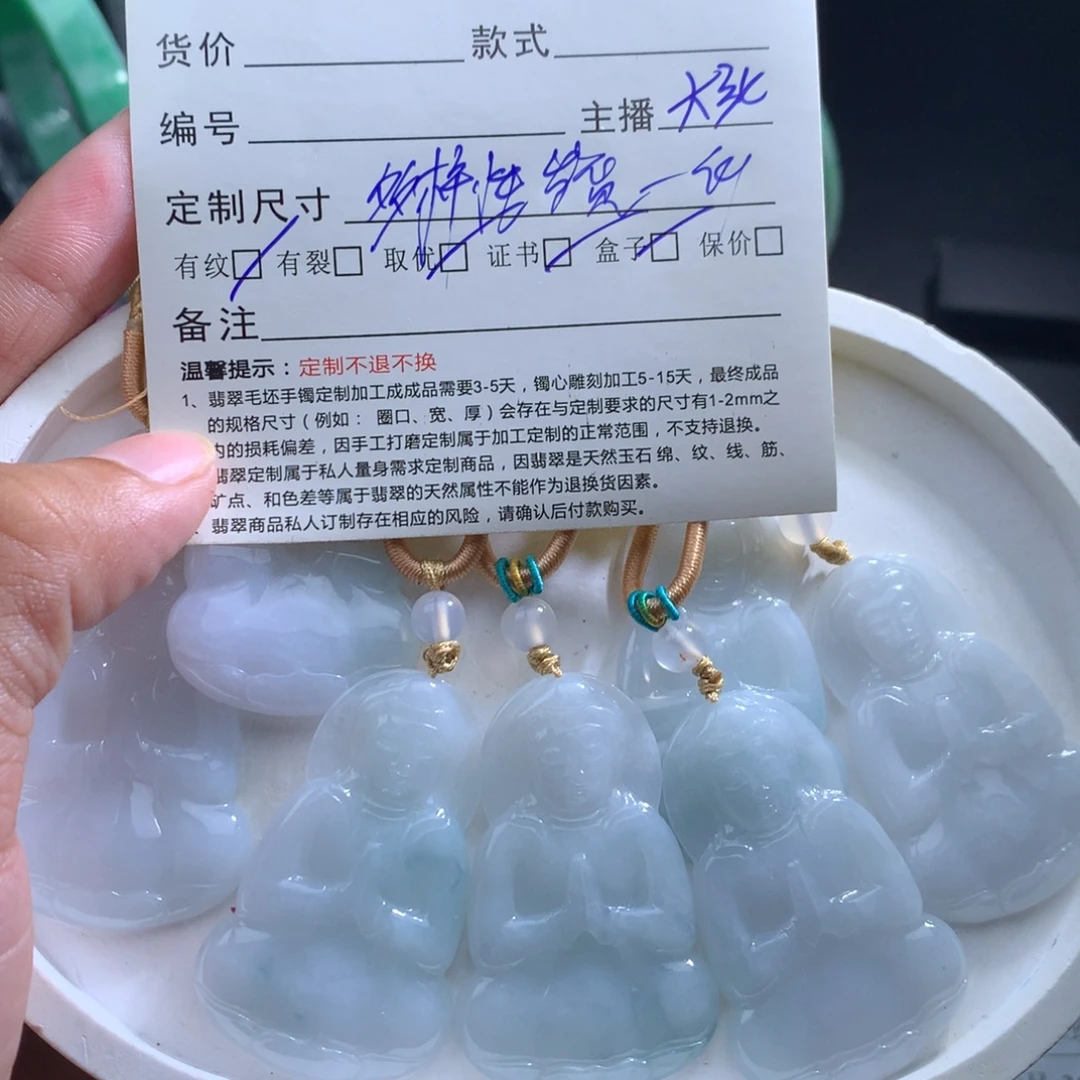 货价 款式
编号 主播
定制尺寸 一
有纹 有裂 取优 证书 盒子 保价
备注
温馨提示：定制不退不换
1、翡翠毛坯手镯定制加工成成品需要3-5天，镯心雕刻加工5-15天，最终成品
的规格尺寸（例如： 圈口、宽、厚）会存在与定制要求的尺寸有1-2mm之
内的损耗偏差，因手工打磨定制属于加工定制的正常范围，不支持退换。
翡翠定制属于私人量身需求定制商品，因翡翠是天然玉石 绵、纹、线、筋、
矿点、和色差等属于翡翠的天然属性不能作为退换货因素。
、翡翠商品私人订制存在相应的风险，请确认后付款购买。